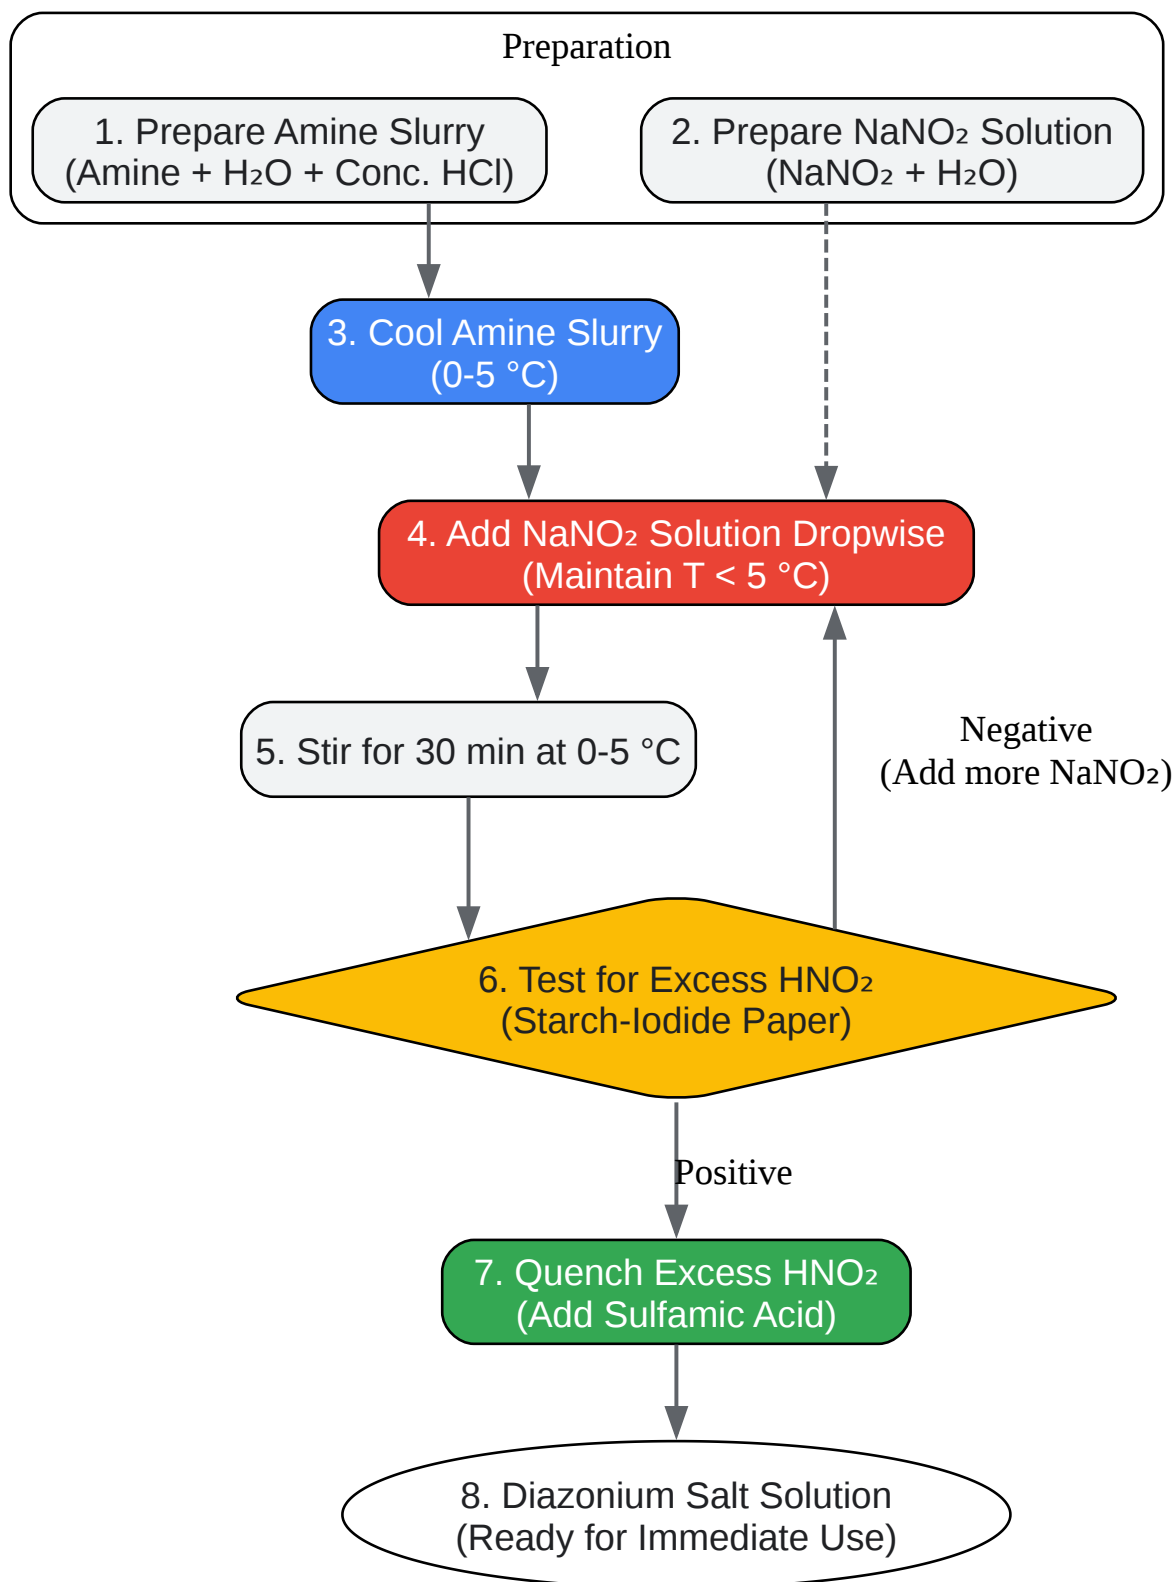 Preparation
1. Prepare Amine Slurry
(Amine + H₂O + Conc. HCl)
2. Prepare NaNO₂ Solution
(NaNO₂ + H₂O)
3. Cool Amine Slurry
(0-5 °C)
4. Add NaNO₂ Solution Dropwise
(Maintain T < 5 °C)
5. Stir for 30 min at 0-5 °C
Negative
(Add more NaNO₂)
6. Test for Excess HNO₂
(Starch-Iodide Paper)
Positive
7. Quench Excess HNO₂
(Add Sulfamic Acid)
8. Diazonium Salt Solution
(Ready for Immediate Use)